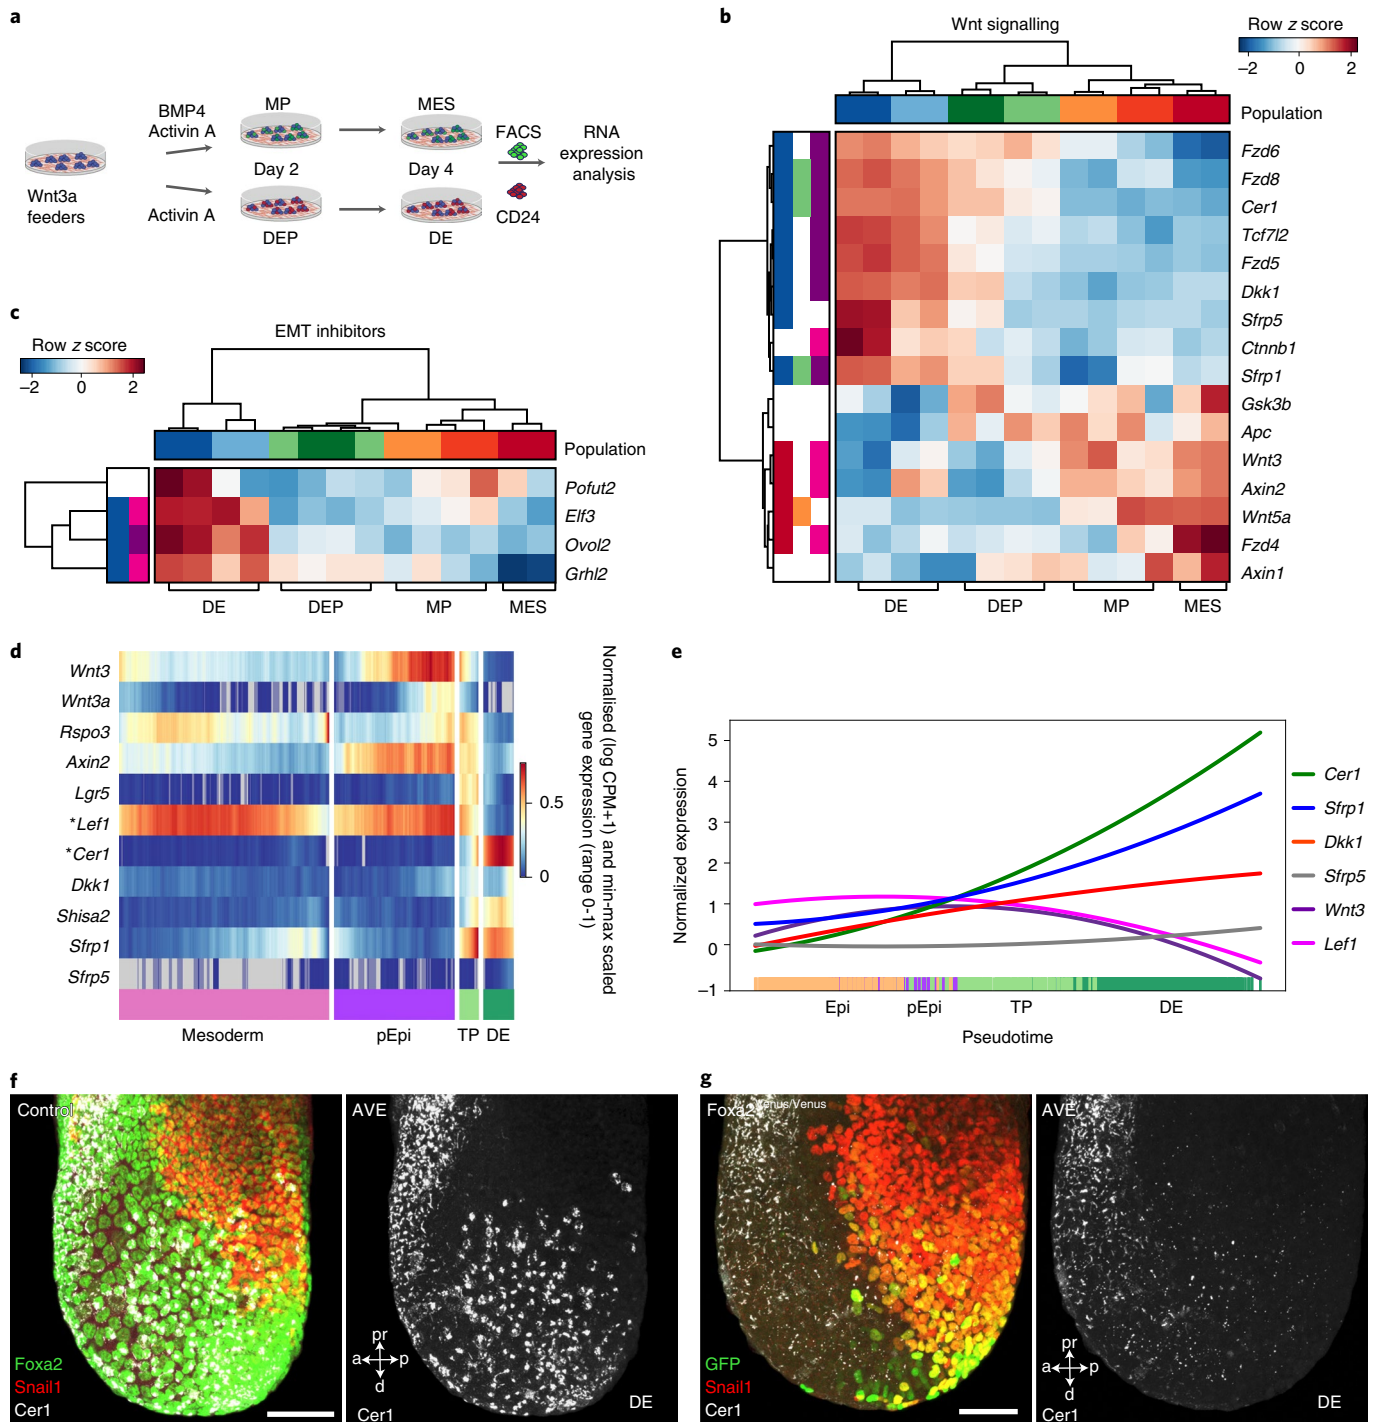 a
BMP4
Activin A
MP
MES
FACS
RNA
expression
analysis
Wnt3a
feeders
Day 2
Day 4
Activin A
CD24
DEP
DE
b
Wnt signalling
Row z score
–2 0 2
Population
Fzd6
Fzd8
Cer1
Tcf7l2
Fzd5
Dkk1
Sfrp5
Ctnnb1
Sfrp1
Gsk3b
Apc
Wnt3
Axin2
Wnt5a
Fzd4
Axin1
DE DEP MP MES
c
EMT inhibitors
Row z score
–2 0 2
Population
Pofut2
Elf3
Ovol2
Grhl2
DE DEP MP MES
d
Wnt3
Wnt3a
Rspo3
Axin2
Lgr5
*Lef1
*Cer1
Dkk1
Shisa2
Sfrp1
Sfrp5
Mesoderm pEpi TP DE
0.5
0
Normalised (log CPM+1) and min-max scaled
gene expression (range 0-1)
e
Normalized expression
5
4
3
2
1
0
–1
Epi pEpi TP DE
Pseudotime
Cer1
Sfrp1
Dkk1
Sfrp5
Wnt3
Lef1
f
Control
Foxa2
Snail1
Cer1
AVE
pr
a p
d
Cer1
DE
g
Foxa2Venus/Venus
GFP
Snail1
Cer1
AVE
pr
a p
d
Cer1
DE